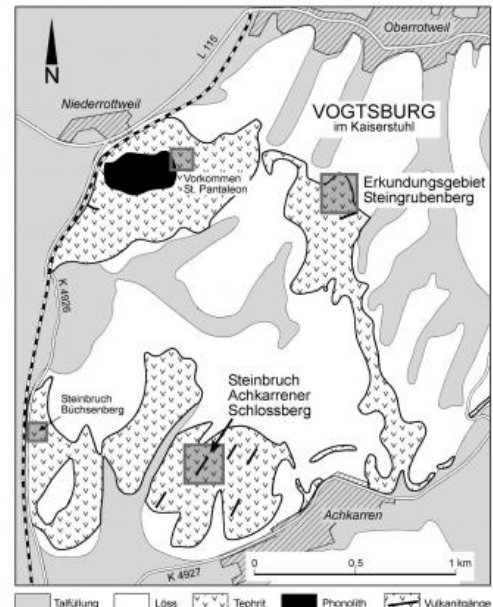 Oberrotweil
L 115
N
Niederrottweil
VOGTSBURG
im Kaiserstuhl
Vorkommen
St. Pantaleon
Erkundungsgebiet
Steingrubenberg
K 4926
Steinbruch
Büchsenberg
Steinbruch
Achkarrener
Schlossberg
Achkarren
K 4927
0 0,5 1 km
Talfüllung Löss Tephrit Phonolith Vulkanitgänge